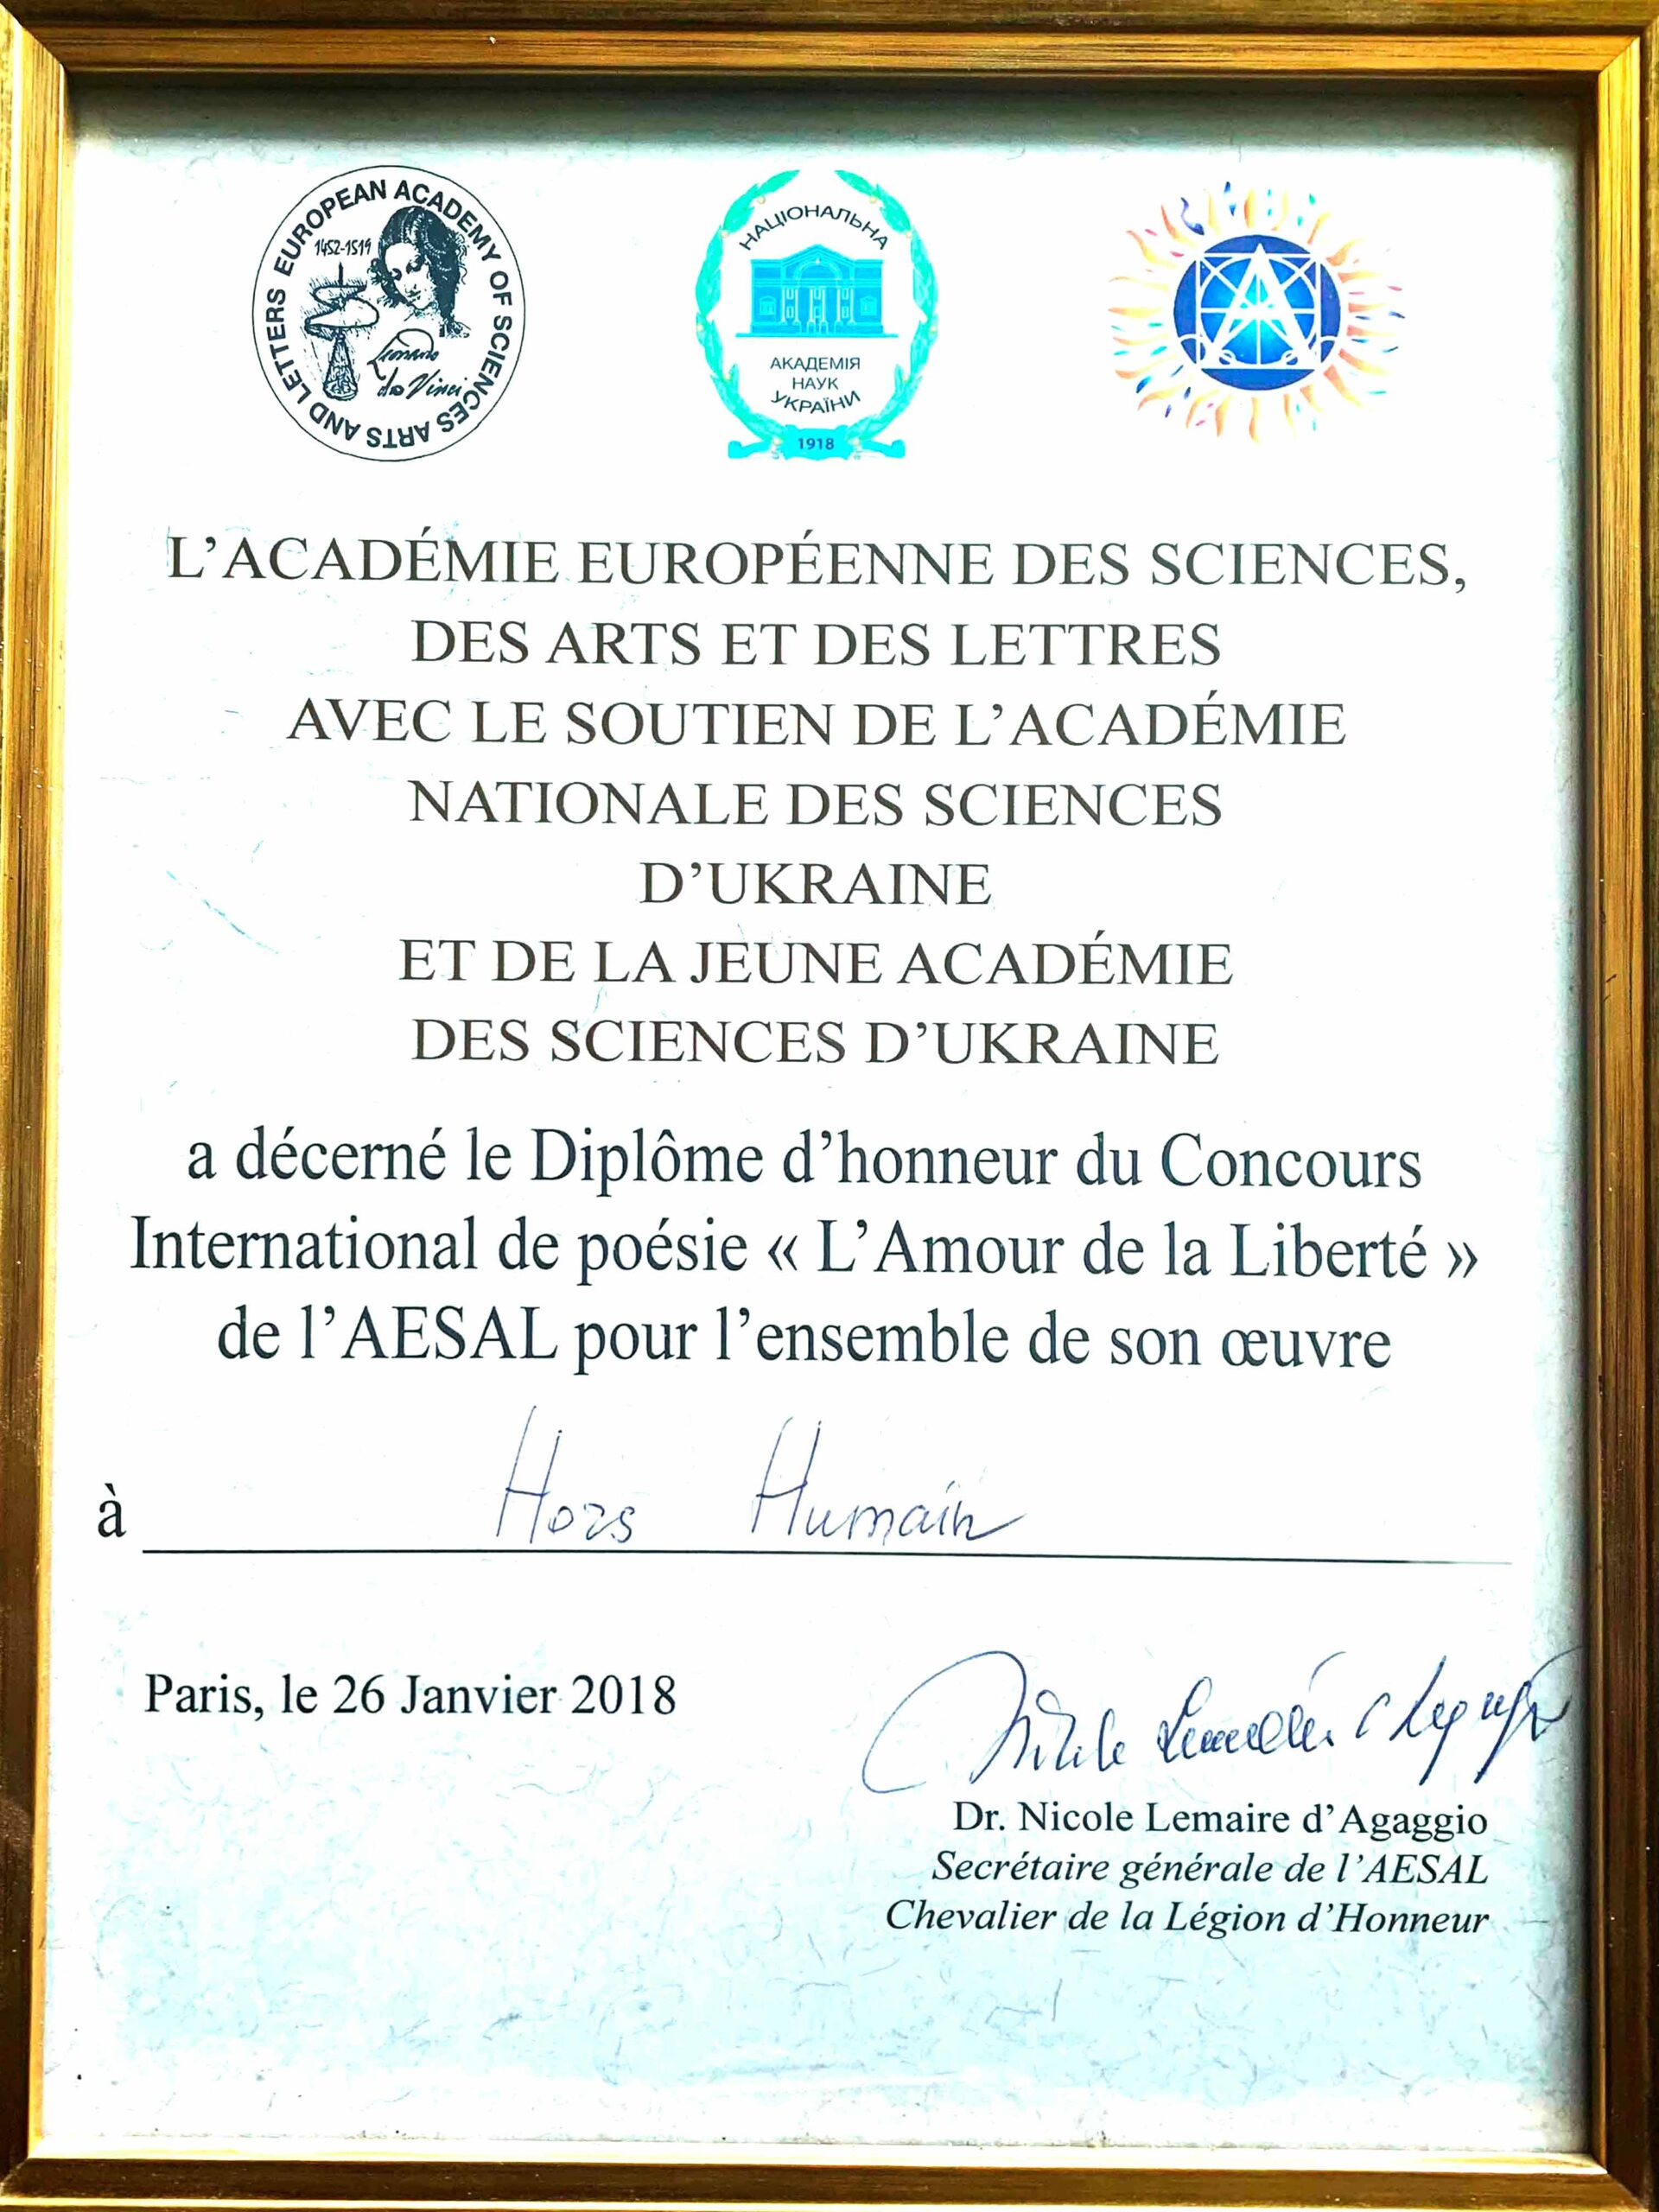 EUROPEAN ACADEMY OF SCIENCES ARTS AND LETTERS
1452-1519
Leonardo
da Vinci
НАЦІОНАЛЬНА
АКАДЕМІЯ
НАУК
УКРАЇНИ
1918
L’ACADÉMIE EUROPÉENNE DES SCIENCES,
DES ARTS ET DES LETTRES
AVEC LE SOUTIEN DE L’ACADÉMIE
NATIONALE DES SCIENCES
D’UKRAINE
ET DE LA JEUNE ACADÉMIE
DES SCIENCES D’UKRAINE
a décerné le Diplôme d’honneur du Concours
International de poésie « L’Amour de la Liberté »
de l’AESAL pour l’ensemble de son œuvre
à Hors Humain
Paris, le 26 Janvier 2018
Dr. Nicole Lemaire d’Agaggio
Secrétaire générale de l’AESAL
Chevalier de la Légion d’Honneur